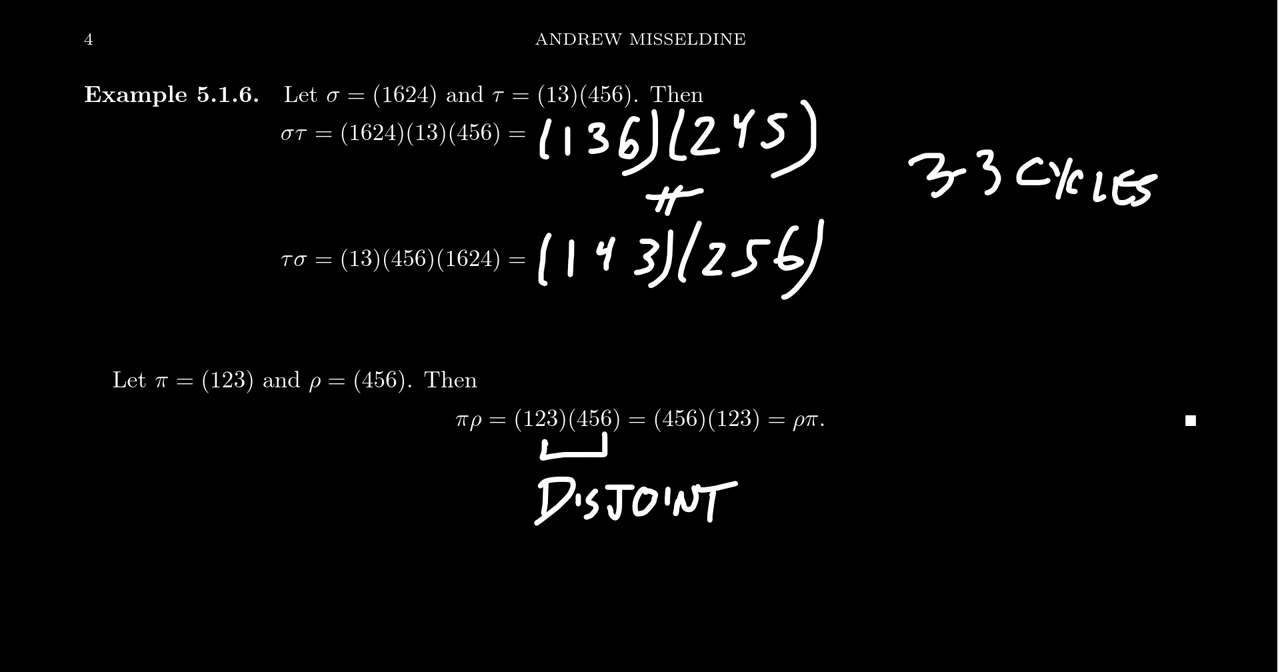 4 ANDREW MISSELDINE
Example 5.1.6. Let σ = (1624) and τ = (13)(456). Then
στ = (1624)(13)(456) = (136)(245)
≠
3-3 CYCLES
τσ = (13)(456)(1624) = (143)(256)
Let π = (123) and ρ = (456). Then
πρ = (123)(456) = (456)(123) = ρπ.
DISJOINT